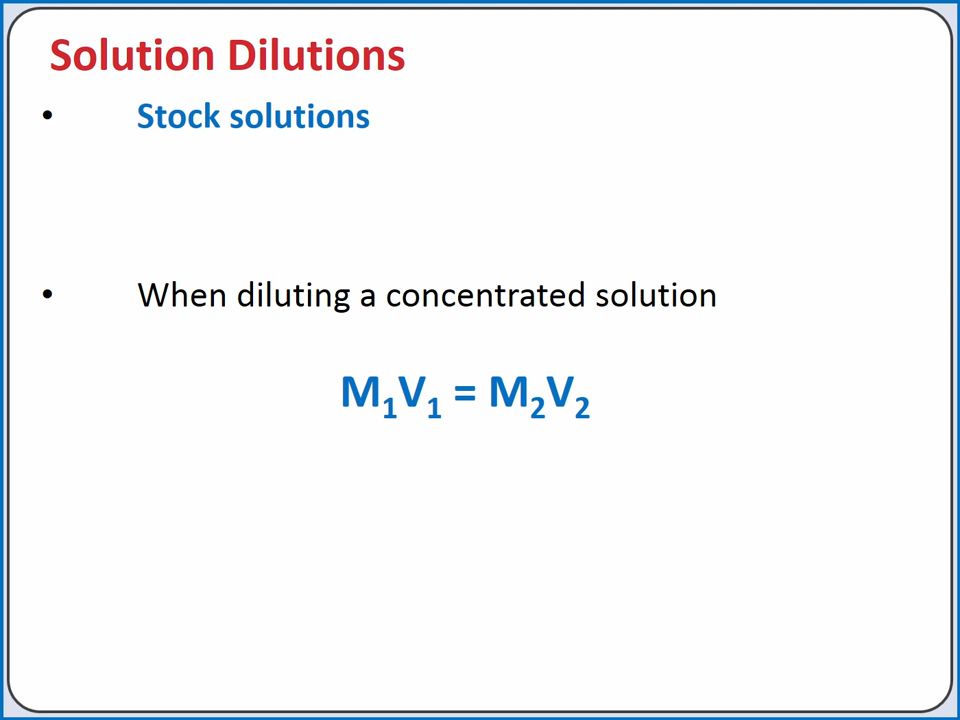 Solution Dilutions
• Stock solutions
• When diluting a concentrated solution
M₁V₁ = M₂V₂